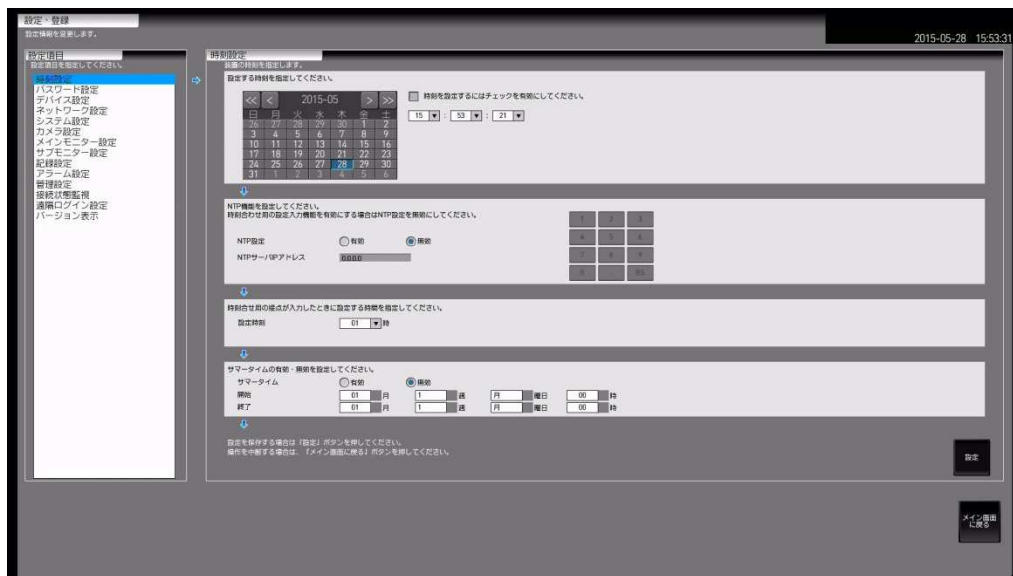 設定・登録
設定情報を変更します。
2015-05-28 15:53:31
設定項目
設定項目を指定してください。
時刻設定
パスワード設定
デバイス設定
ネットワーク設定
システム設定
カメラ設定
メインモニター設定
サブモニター設定
記録設定
アラーム設定
管理設定
接続状態監視
遠隔ログイン設定
バージョン表示
時刻設定
装置の時刻を指定します。
設定する時刻を指定してください。
<< < 2015-05 > >>
日 月 火 水 木 金 土
26 27 28 29 30 1 2
3 4 5 6 7 8 9
10 11 12 13 14 15 16
17 18 19 20 21 22 23
24 25 26 27 28 29 30
31 1 2 3 4 5 6
時刻を設定するにはチェックを有効にしてください。
15 : 53 : 21
NTP機能を設定してください。
時刻合わせ用の設定入力機能を有効にする場合はNTP設定を無効にしてください。
NTP設定 有効 無効
NTPサーバIPアドレス 0.0.0.0
1 2 3
4 5 6
7 8 9
0 . BS
時刻合せ用の接点が入力したときに設定する時間を指定してください。
設定時刻 01 時
サマータイムの有効・無効を設定してください。
サマータイム 有効 無効
開始 01 月 1 週 月 曜日 00 時
終了 01 月 1 週 月 曜日 00 時
設定を保存する場合は「設定」ボタンを押してください。
操作を中断する場合は、「メイン画面に戻る」ボタンを押してください。
設定
メイン画面
に戻る